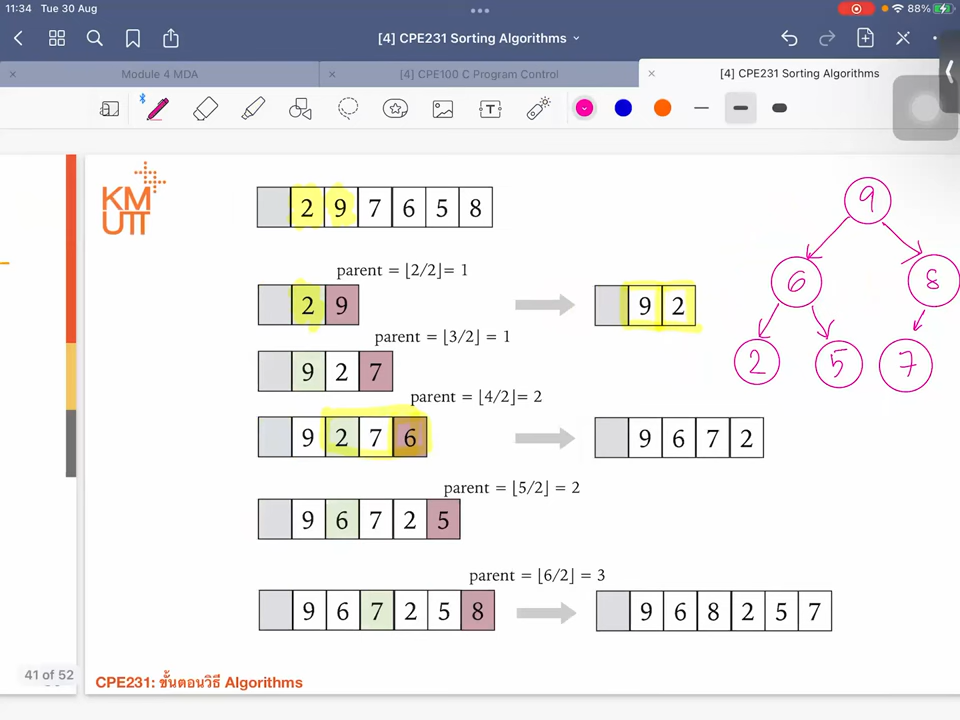 11:34 Tue 30 Aug
88%
[4] CPE231 Sorting Algorithms
Module 4 MDA
[4] CPE100 C Program Control
[4] CPE231 Sorting Algorithms
KM
UTT
2 9 7 6 5 8
parent = ⌊2/2⌋= 1
2 9
9 2
parent = ⌊3/2⌋ = 1
9 2 7
parent = ⌊4/2⌋= 2
9 2 7 6
9 6 7 2
parent = ⌊5/2⌋ = 2
9 6 7 2 5
parent = ⌊6/2⌋ = 3
9 6 7 2 5 8
9 6 8 2 5 7
9
6 8
2 5 7
41 of 52
CPE231: ขั้นตอนวิธี Algorithms